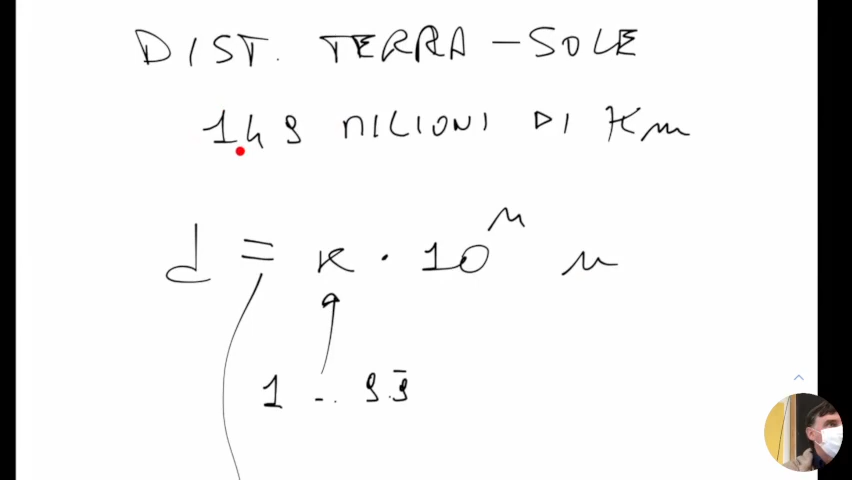 DIST. TERRA - SOLE
149 MILIONI DI Km
d = k · 10^n m
1 -. 9.9̄